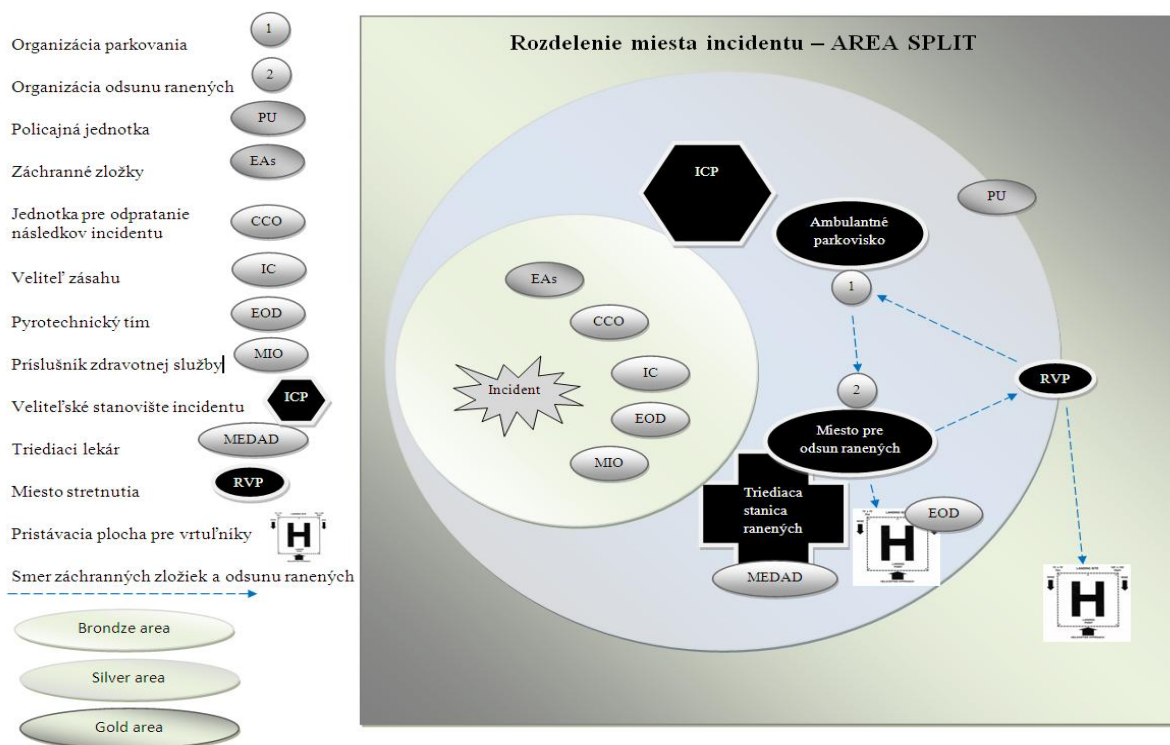 Organizácia parkovania
1
Organizácia odsunu ranených
2
Policajná jednotka
PU
Záchranné zložky
EAs
Jednotka pre odpratanie
následkov incidentu
CCO
Veliteľ zásahu
IC
Pyrotechnický tím
EOD
Príslušník zdravotnej služby
MIO
Veliteľské stanovište incidentu
ICP
Triediaci lekár
MEDAD
Miesto stretnutia
RVP
Pristávacia plocha pre vrtuľníky
H
Smer záchranných zložiek a odsunu ranených
Brondze area
Silver area
Gold area
Rozdelenie miesta incidentu – AREA SPLIT
ICP
PU
Ambulantné
parkovisko
1
EAs
CCO
IC
Incident
EOD
MIO
2
RVP
Miesto pre
odsun ranených
Triediaca
stanica
ranených
MEDAD
EOD
H
LANDING SITE
H